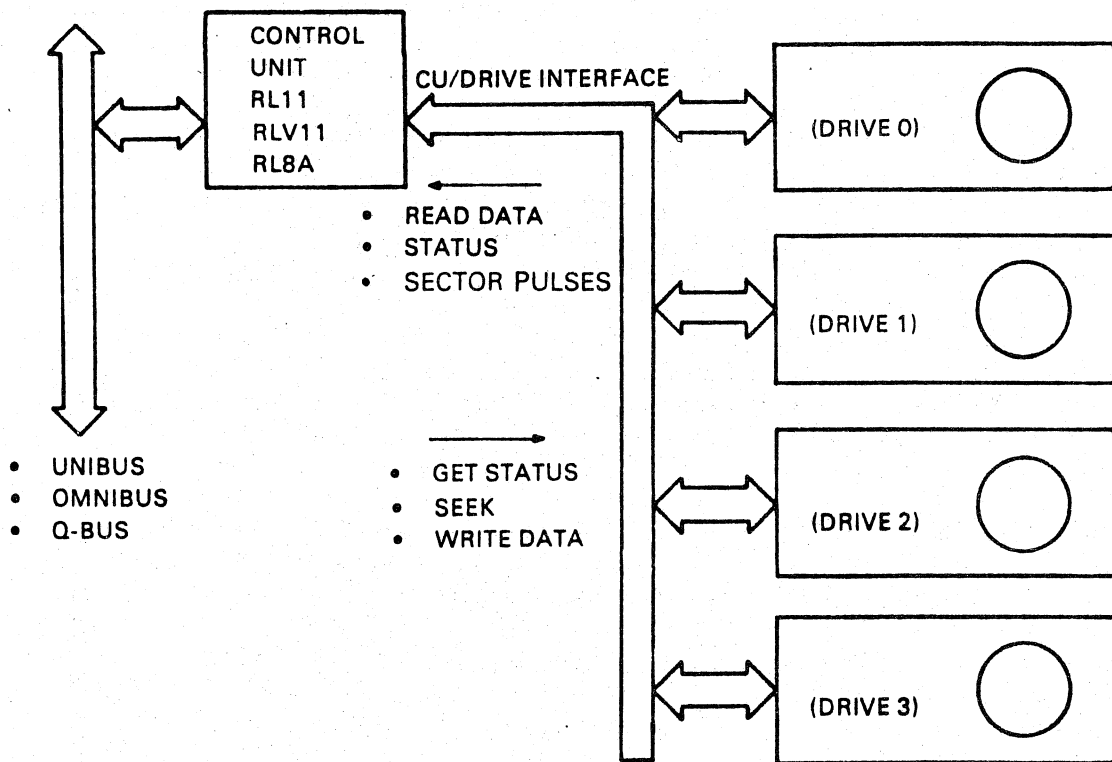 CONTROL
UNIT
RL11
RLV11
RL8A
CU/DRIVE INTERFACE
(DRIVE 0)
• READ DATA
• STATUS
• SECTOR PULSES
(DRIVE 1)
• UNIBUS
• OMNIBUS
• Q-BUS
• GET STATUS
• SEEK
• WRITE DATA
(DRIVE 2)
(DRIVE 3)